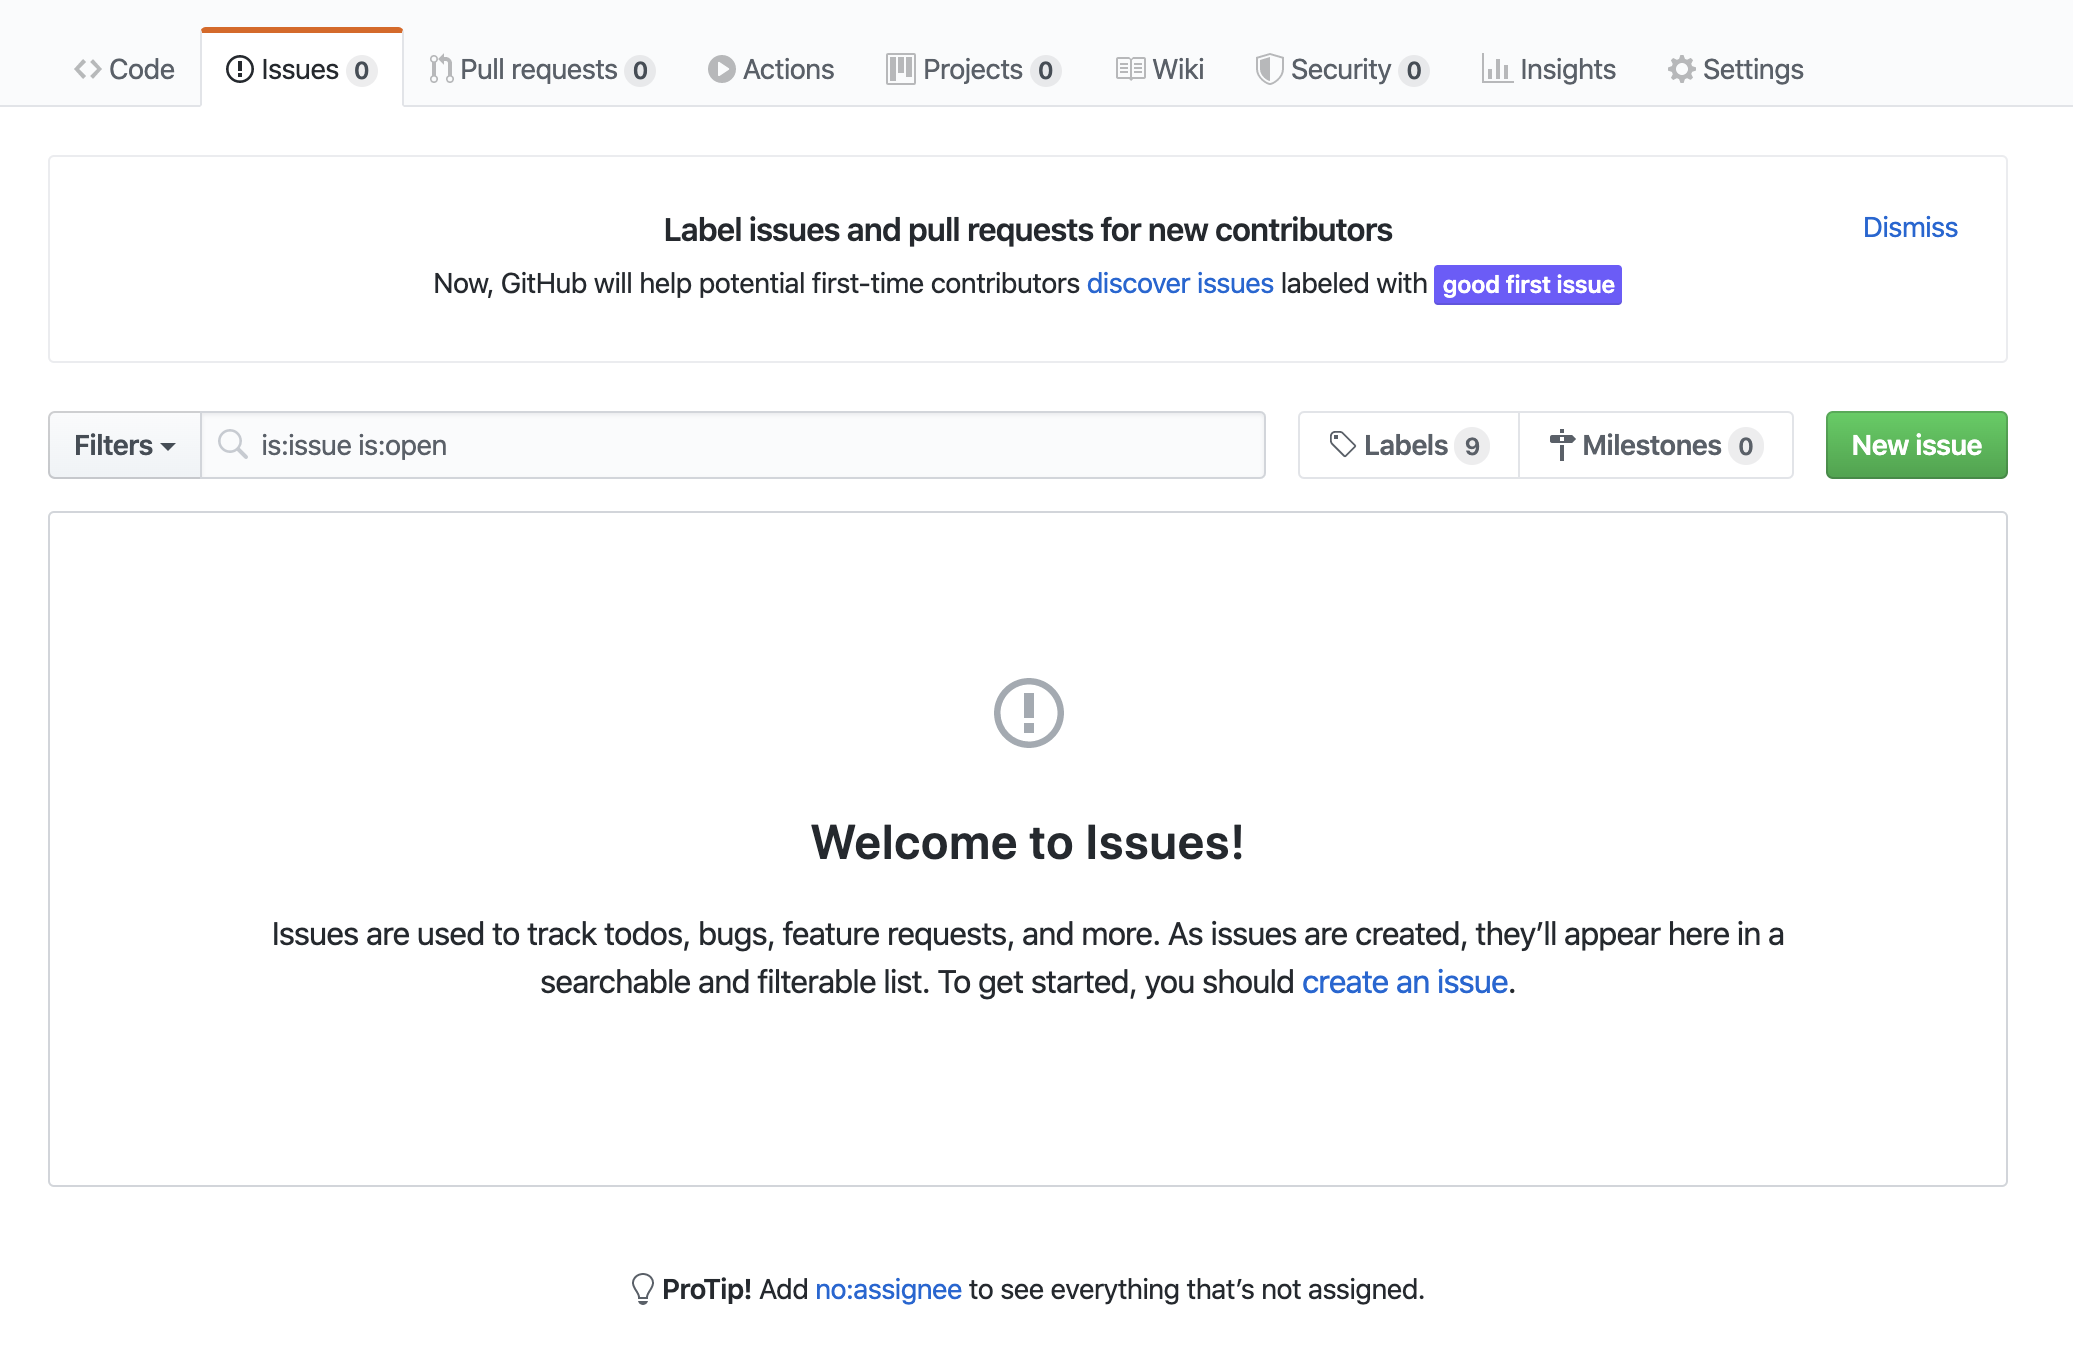 Code Issues 0 Pull requests 0 Actions Projects 0 Wiki Security 0 Insights Settings
Label issues and pull requests for new contributors
Dismiss
Now, GitHub will help potential first-time contributors discover issues labeled with good first issue
Filters is:issue is:open Labels 9 Milestones 0 New issue
Welcome to Issues!
Issues are used to track todos, bugs, feature requests, and more. As issues are created, they’ll appear here in a
searchable and filterable list. To get started, you should create an issue.
ProTip! Add no:assignee to see everything that’s not assigned.